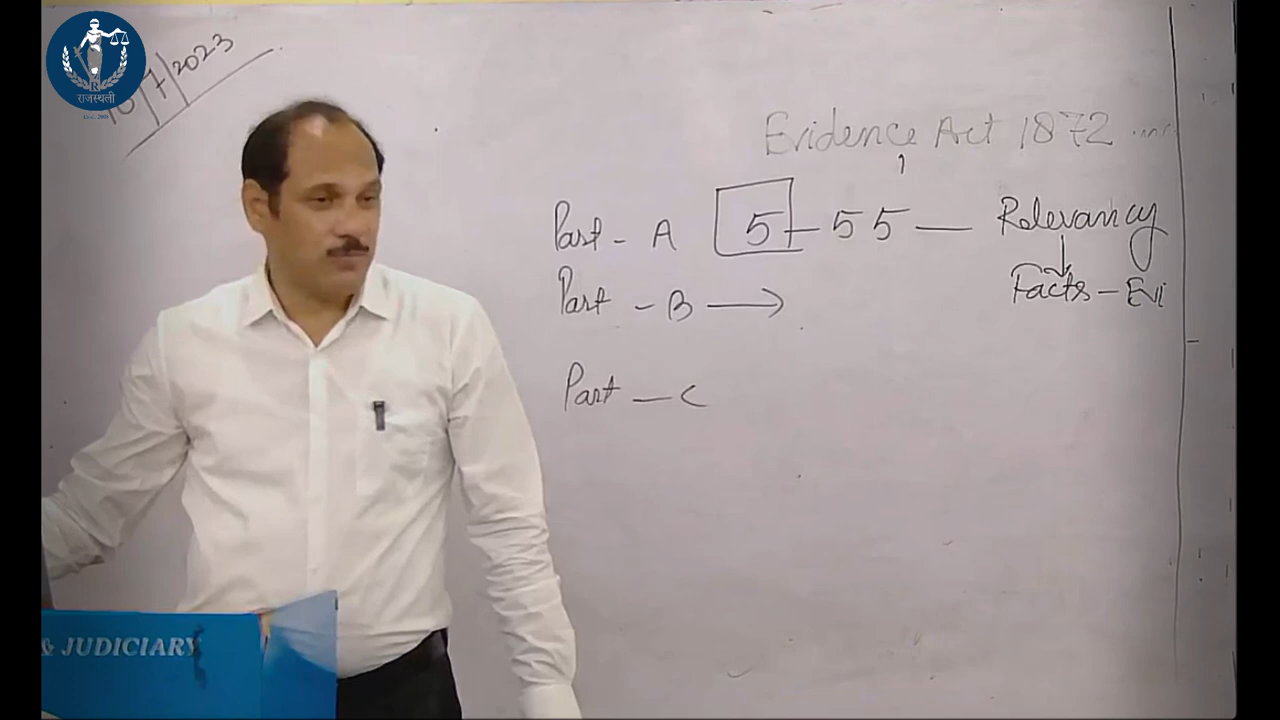 राजस्थली
10/7/2023
Evidence Act 1872
Part - A 5 - 55 — Relevancy
Facts - Evi
Part - B →
Part - C
& JUDICIARY